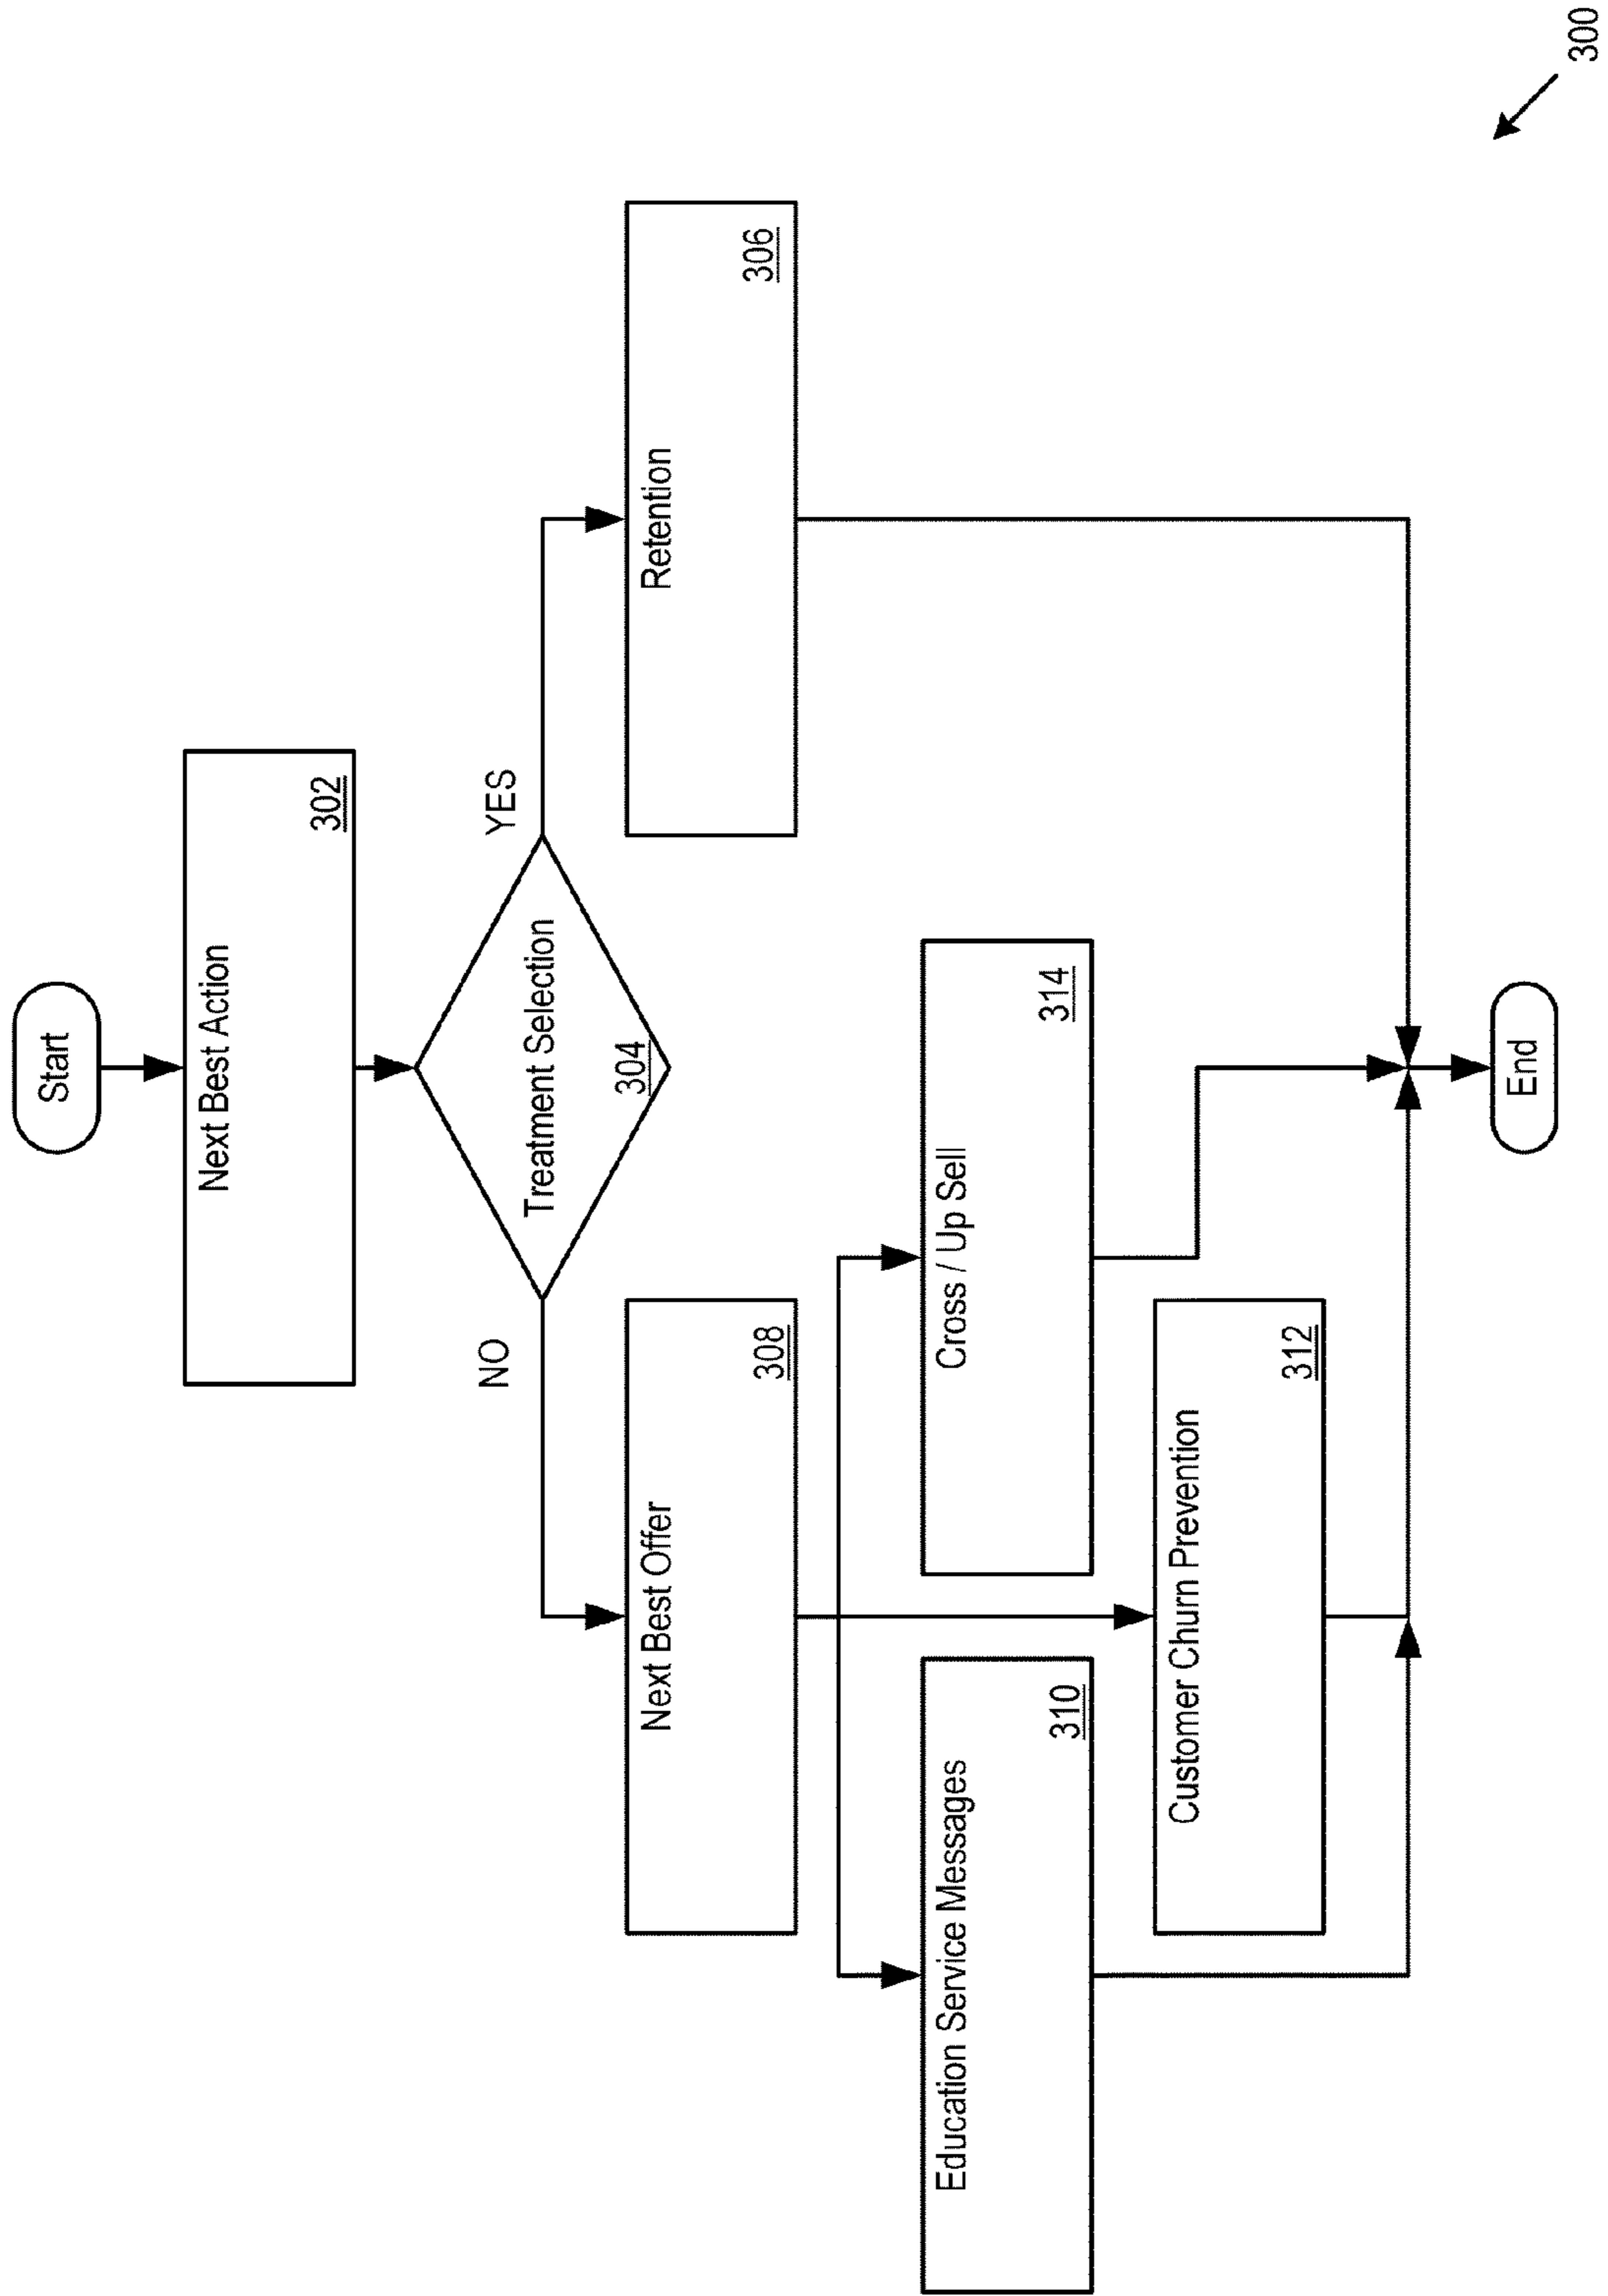 300
Start
Next Best Action
302
Treatment Selection
304
NO
YES
Next Best Offer
308
Retention
306
Education Service Messages
310
Cross / Up Sell
314
Customer Churn Prevention
312
End